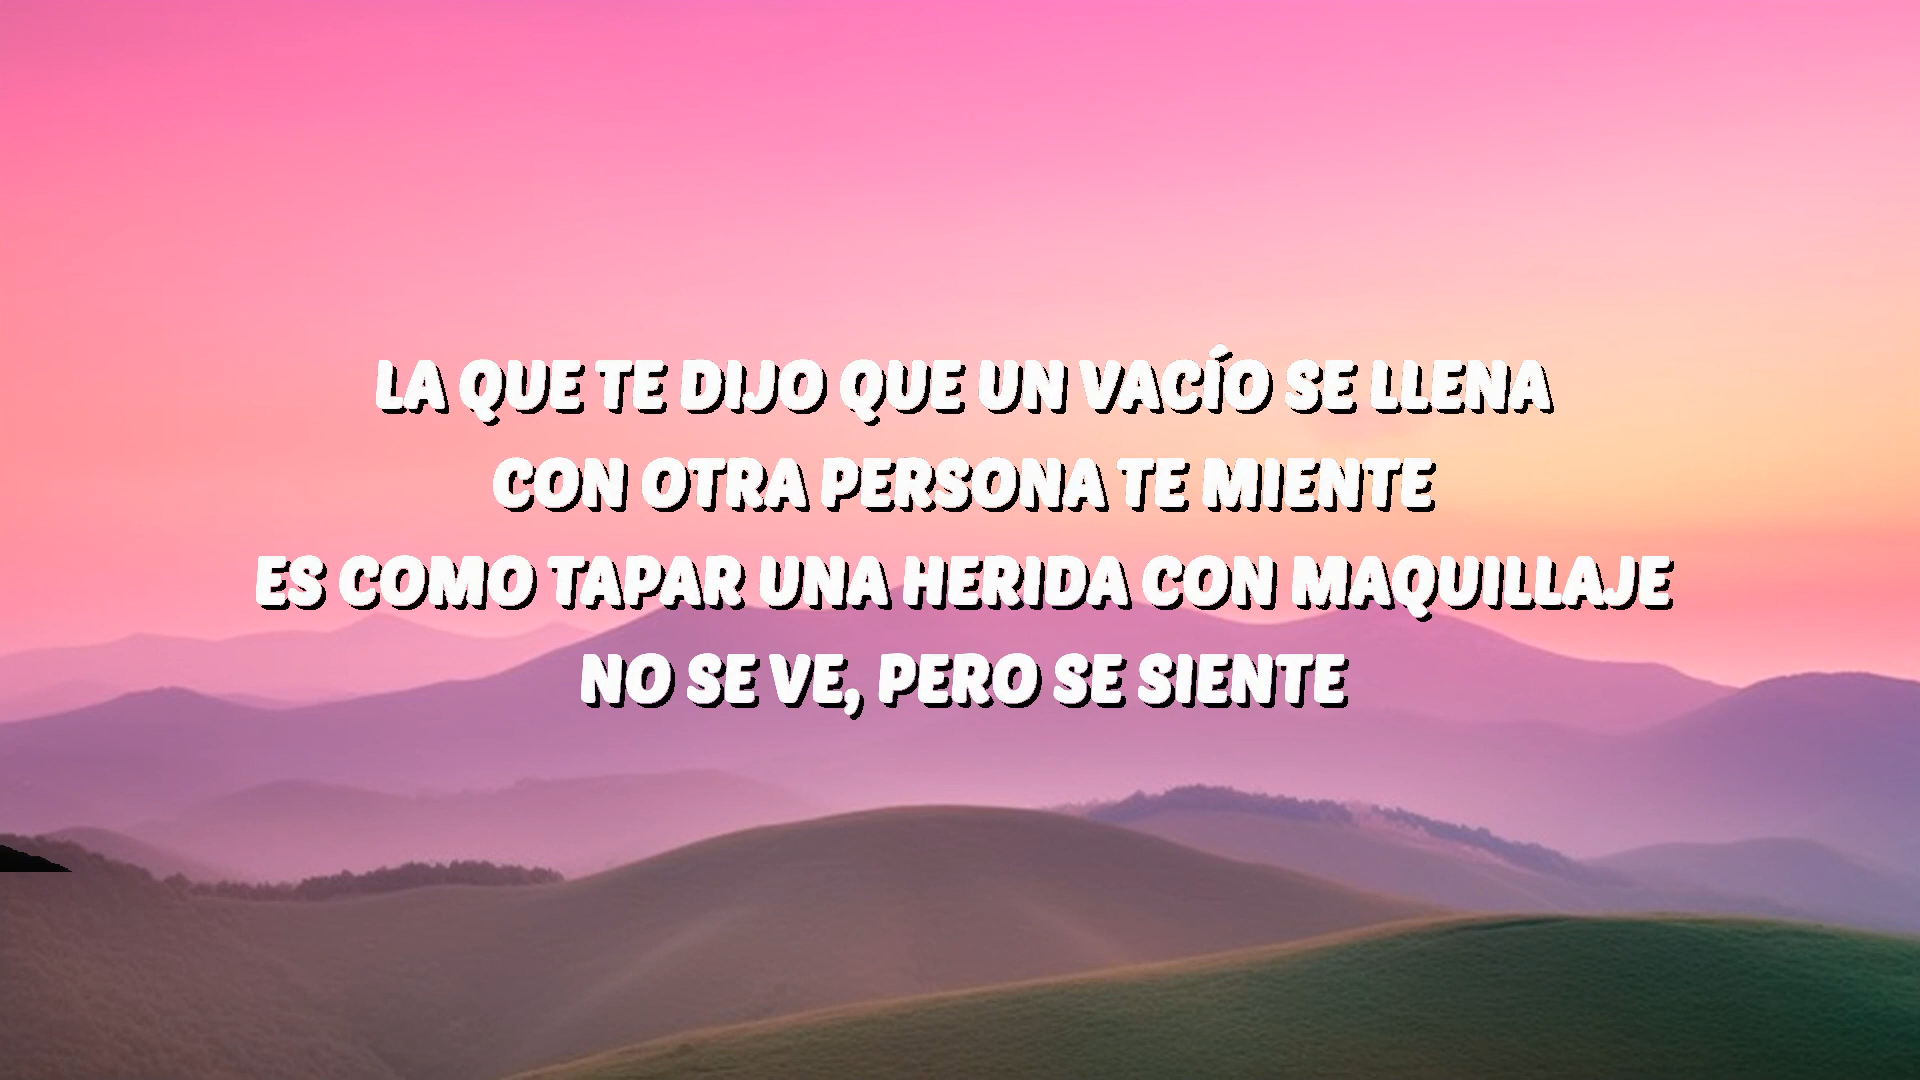 LA QUE TE DIJO QUE UN VACÍO SE LLENA
CON OTRA PERSONA TE MIENTE
ES COMO TAPAR UNA HERIDA CON MAQUILLAJE
NO SE VE, PERO SE SIENTE